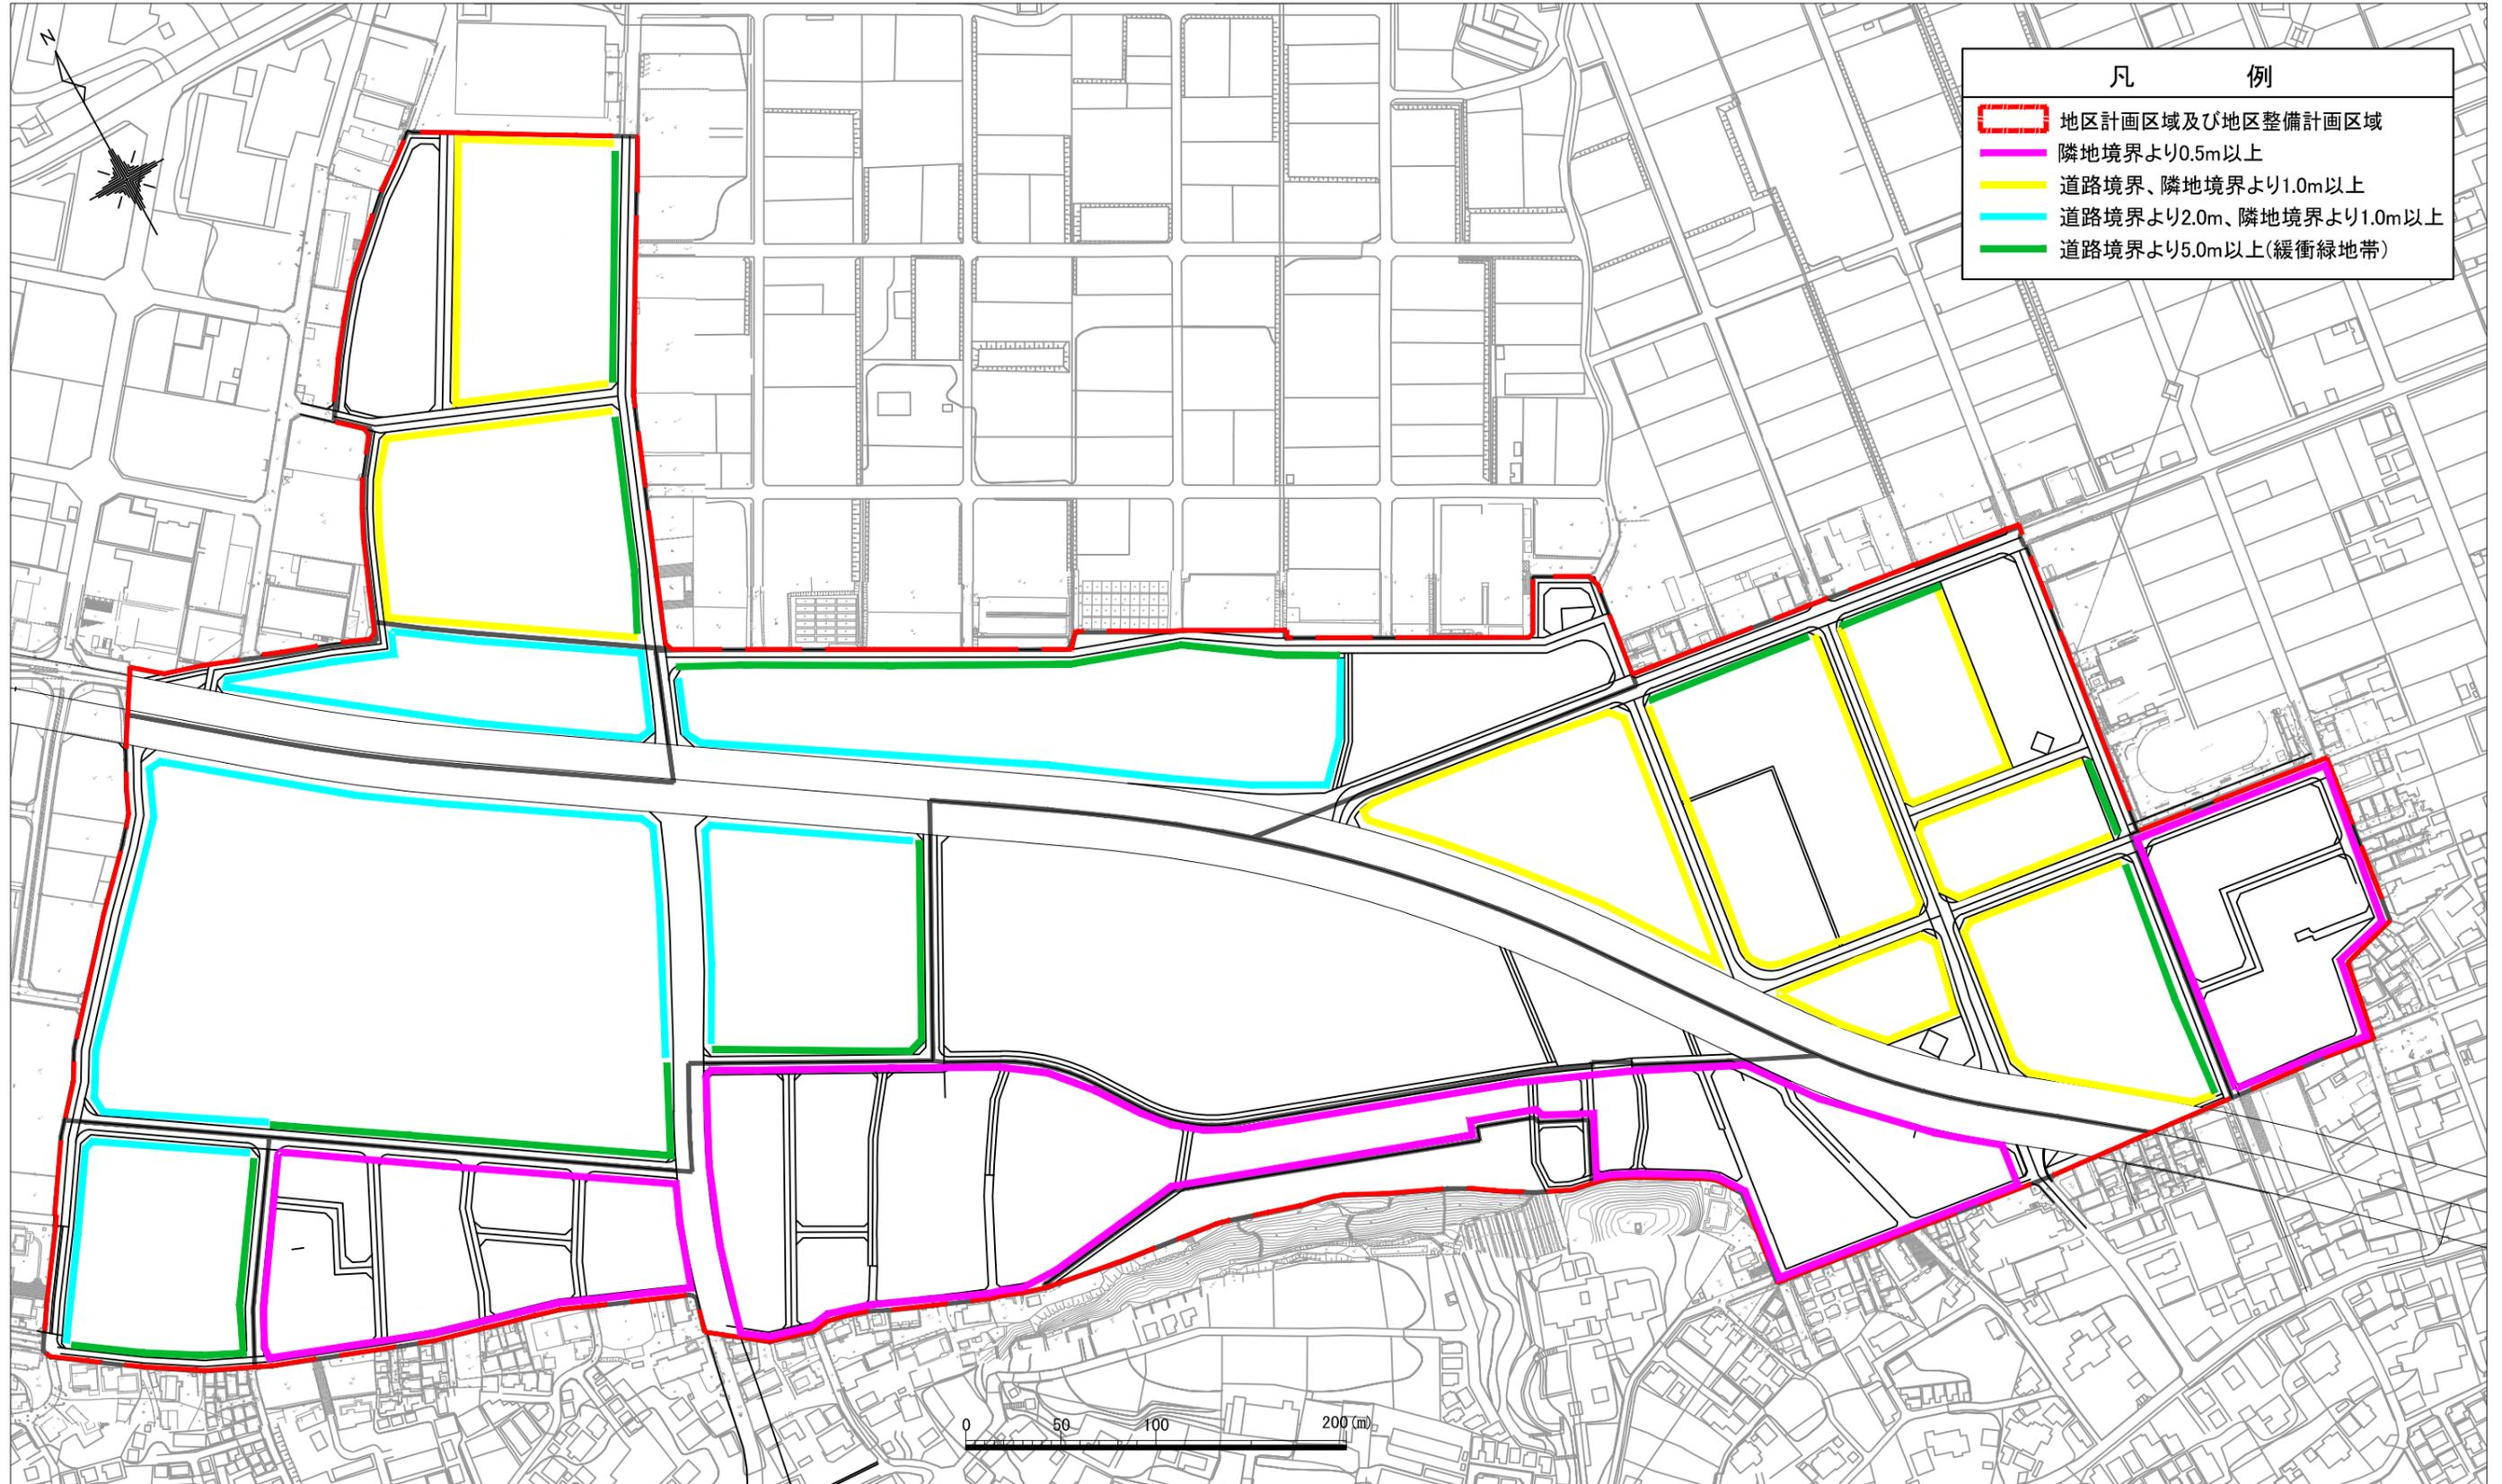 N
凡 例
地区計画区域及び地区整備計画区域
隣地境界より0.5m以上
道路境界、隣地境界より1.0m以上
道路境界より2.0m、隣地境界より1.0m以上
道路境界より5.0m以上(緩衝緑地帯)
0 50 100 200(m)